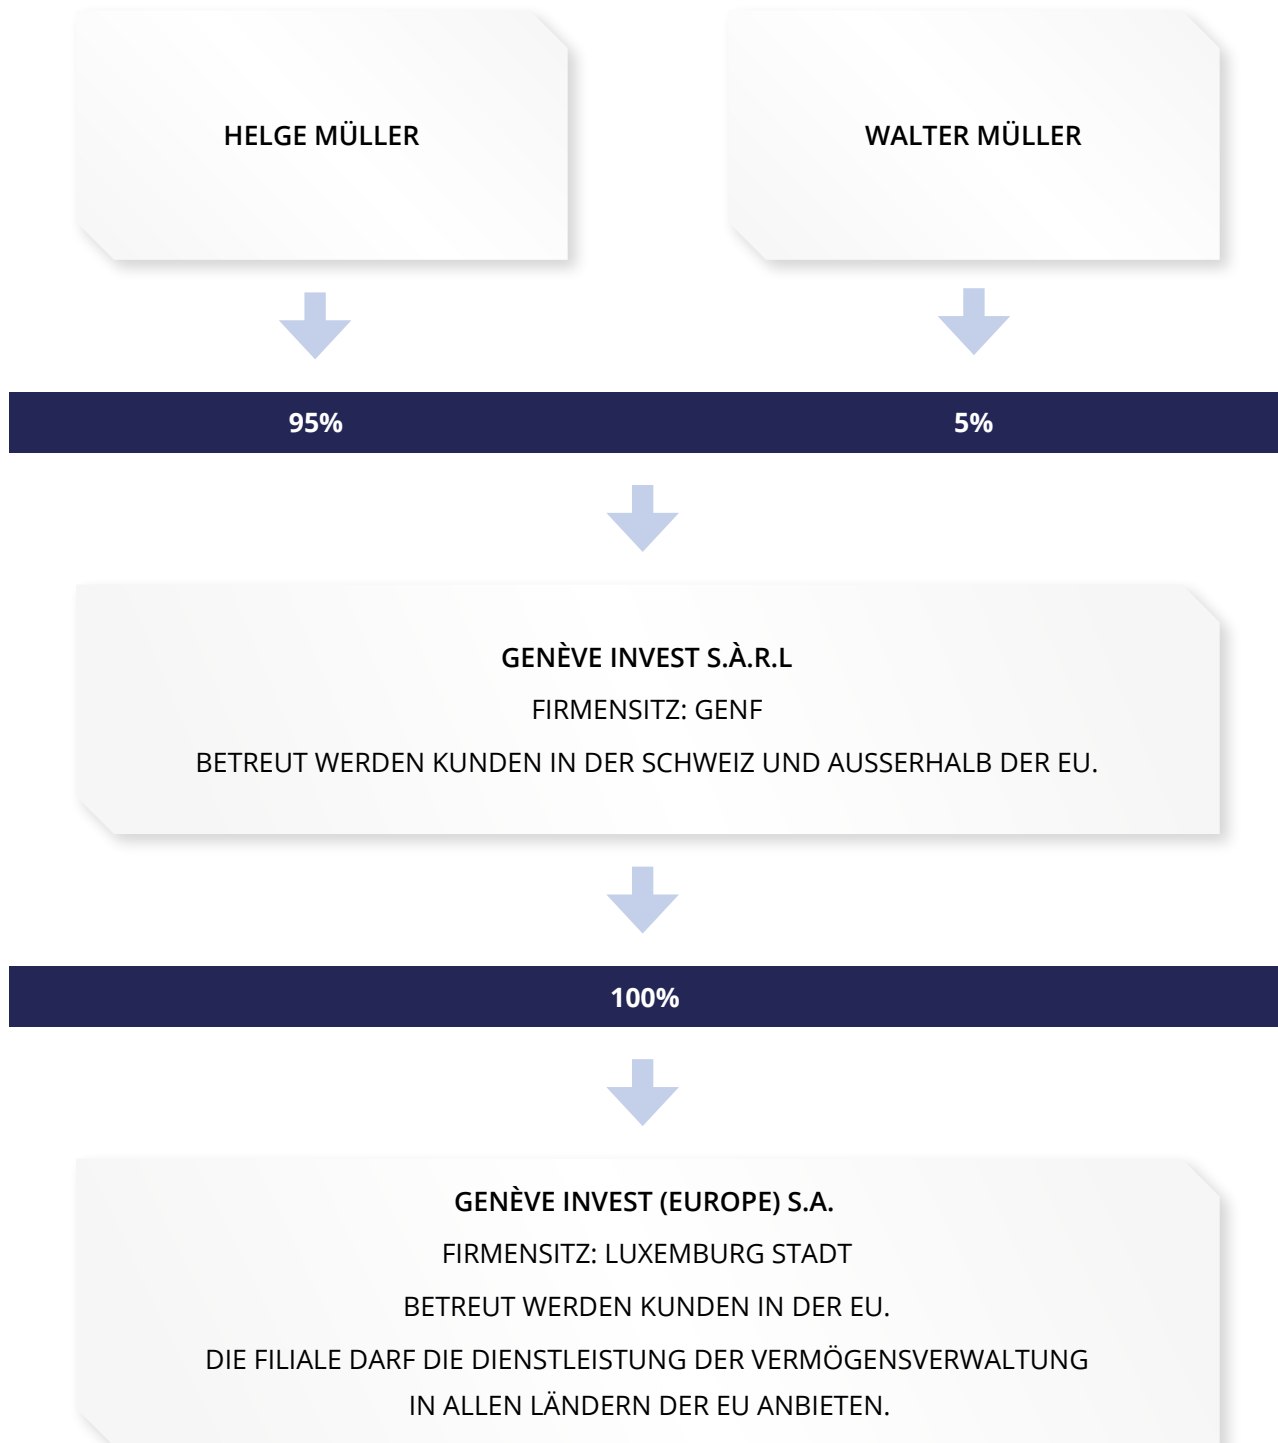 HELGE MÜLLER
WALTER MÜLLER
95%
5%
GENÈVE INVEST S.À.R.L
FIRMENSITZ: GENF
BETREUT WERDEN KUNDEN IN DER SCHWEIZ UND AUSSERHALB DER EU.
100%
GENÈVE INVEST (EUROPE) S.A.
FIRMENSITZ: LUXEMBURG STADT
BETREUT WERDEN KUNDEN IN DER EU.
DIE FILIALE DARF DIE DIENSTLEISTUNG DER VERMÖGENSVERWALTUNG
IN ALLEN LÄNDERN DER EU ANBIETEN.